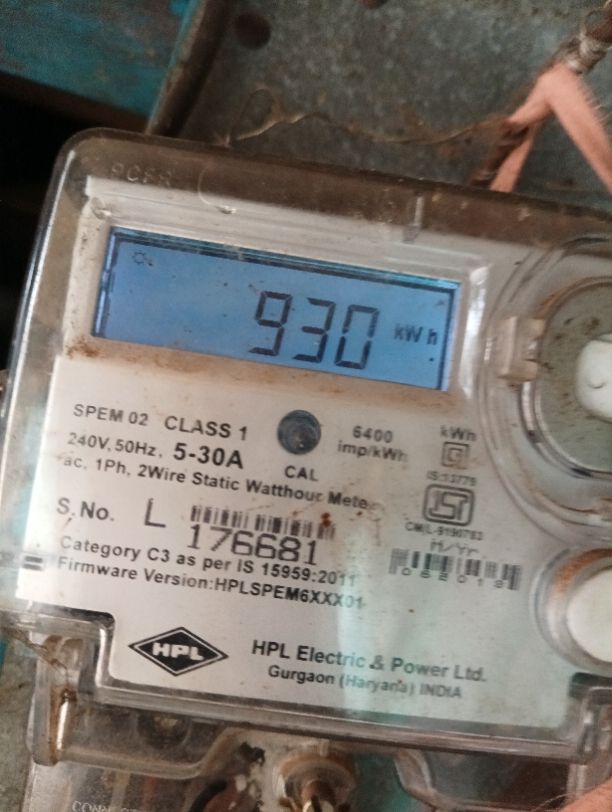 930 kWh
SPEM 02 CLASS 1
240V, 50Hz, 5-30A
ac, 1Ph, 2Wire Static Watthour Meter
CAL
6400
imp/kWh
kWh
IS:13779
S.No. L 176681
M/Yr.
Category C3 as per IS 15959:2011
Firmware Version:HPLSPEM6XXX01
HPL
HPL Electric & Power Ltd.
Gurgaon (Haryana) INDIA